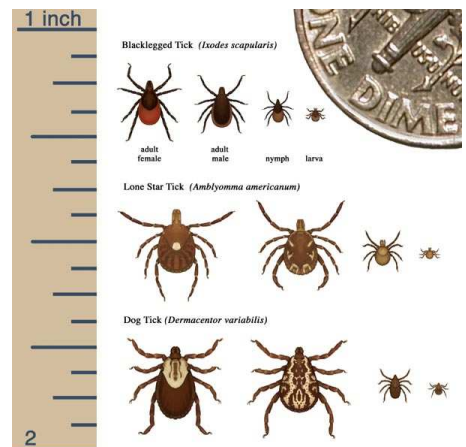 1 inch
Blacklegged Tick (Ixodes scapularis)
ONE DIME
adult female
adult male
nymph
larva
Lone Star Tick (Amblyomma americanum)
Dog Tick (Dermacentor variabilis)
2